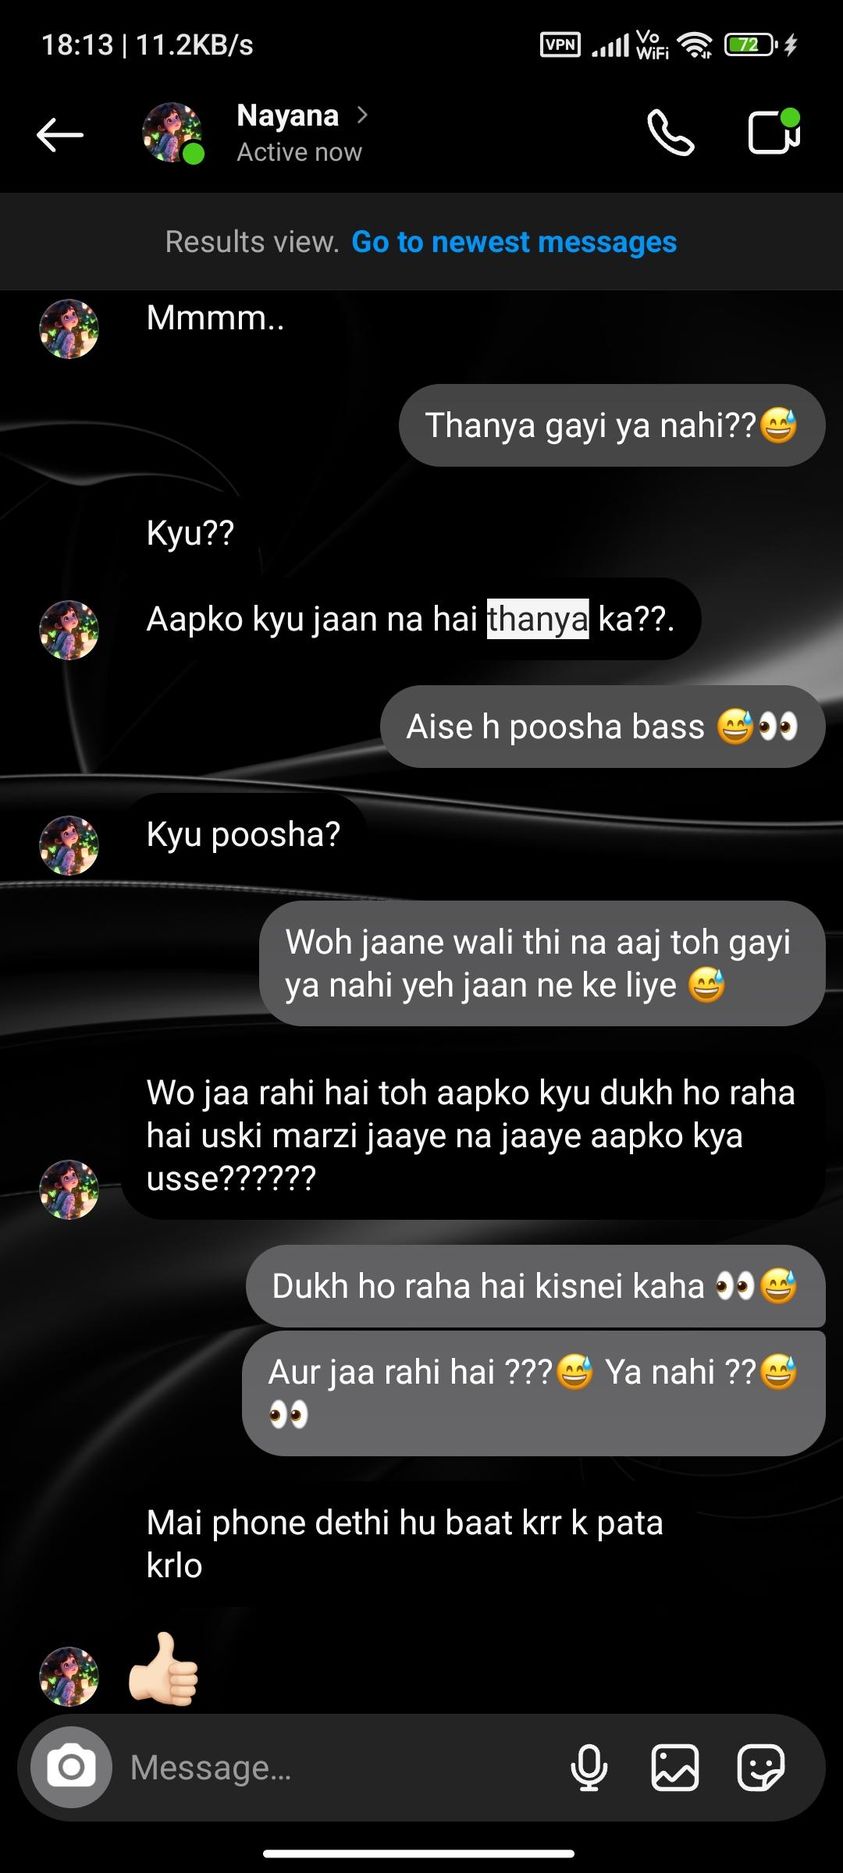 18:13 | 11.2KB/s
VPN
Vo
WiFi
72
Nayana
Active now
Results view. Go to newest messages
Mmmm..
Thanya gayi ya nahi??😅
Kyu??
Aapko kyu jaan na hai thanya ka??.
Aise h poosha bass 😅👀
Kyu poosha?
Woh jaane wali thi na aaj toh gayi
ya nahi yeh jaan ne ke liye 😅
Wo jaa rahi hai toh aapko kyu dukh ho raha
hai uski marzi jaaye na jaaye aapko kya
usse??????
Dukh ho raha hai kisnei kaha 👀😅
Aur jaa rahi hai ???😅 Ya nahi ??😅
👀
Mai phone dethi hu baat krr k pata
krlo
👍🏻
Message...